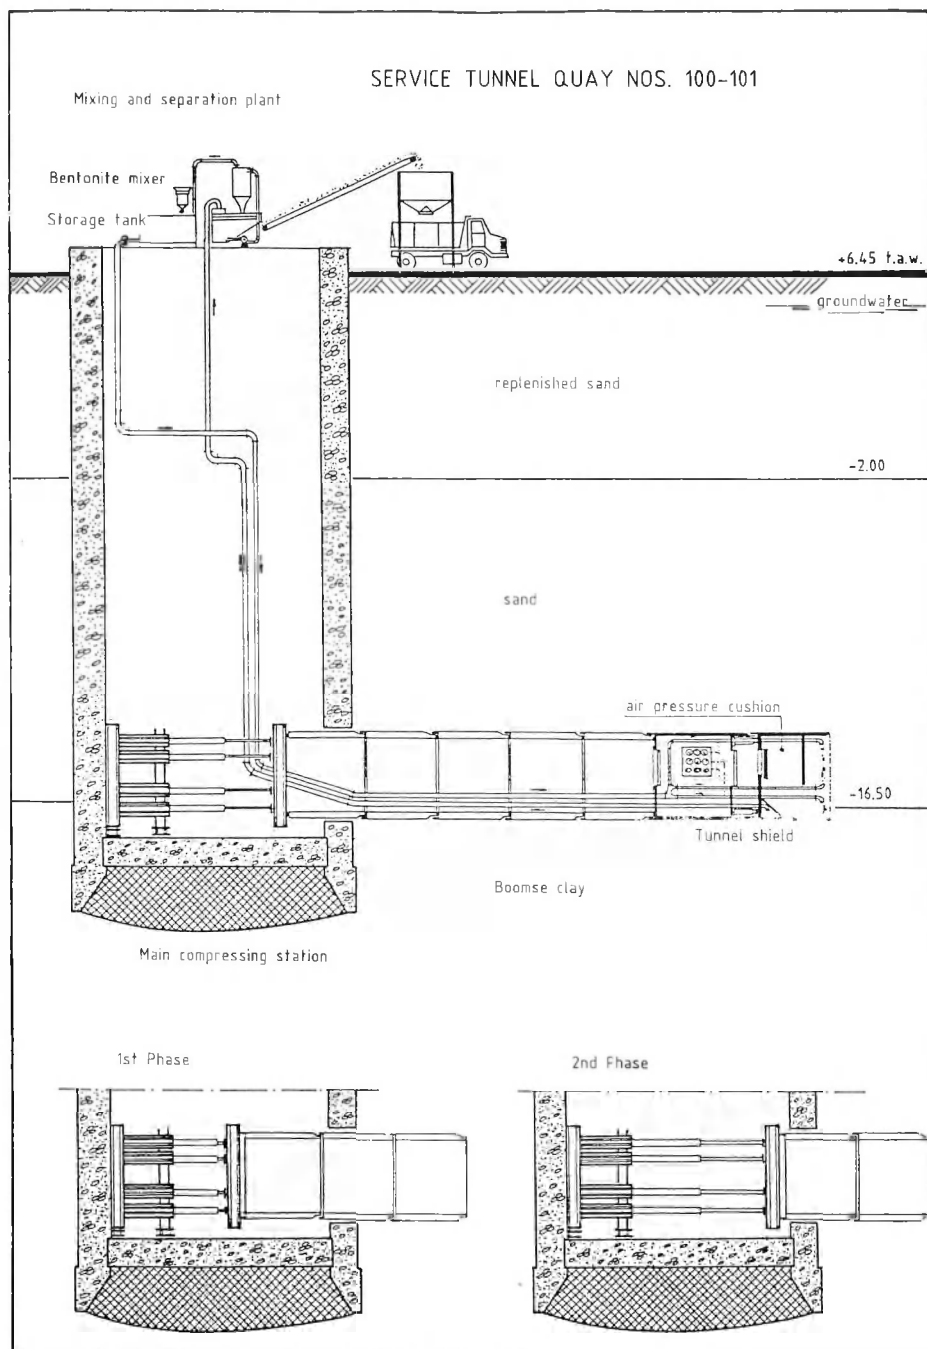 SERVICE TUNNEL QUAY NOS. 100-101
Mixing and separation plant
Bentonite mixer
Storage tank
+6.45 t.a.w.
groundwater
replenished sand
-2.00
sand
air pressure cushion
-16.50
Tunnel shield
Boomse clay
Main compressing station
1st Phase
2nd Fhase